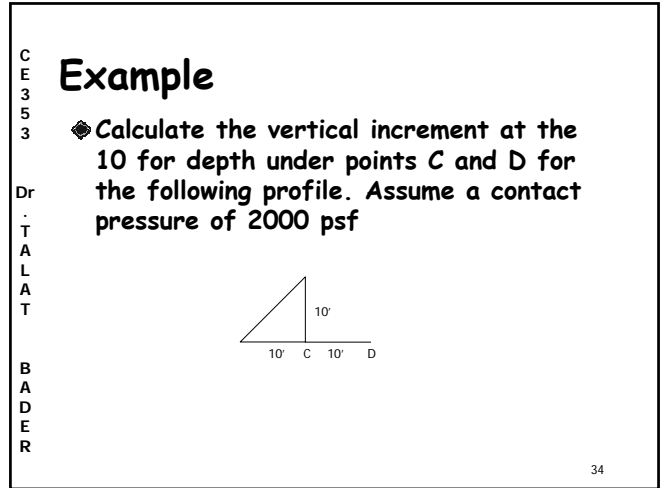 C
E
3
5
3
Dr
.
T
A
L
A
T
B
A
D
E
R
Example
Calculate the vertical increment at the
10 for depth under points C and D for
the following profile. Assume a contact
pressure of 2000 psf
10'
10' C 10' D
34